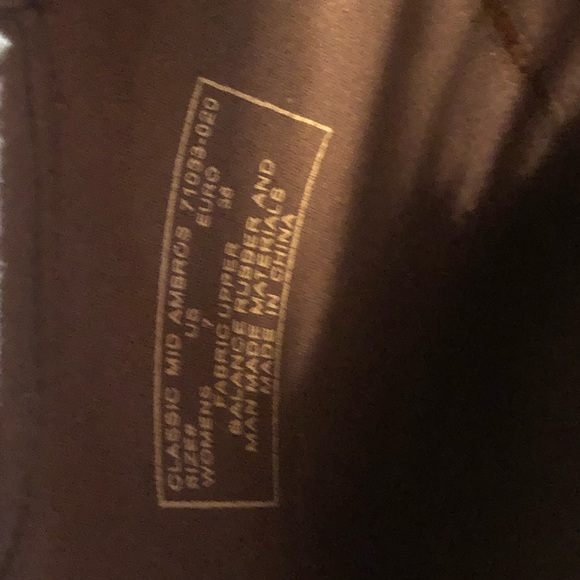 CLASSIC MID AMBROS 71033-020
SIZE# US EURO
WOMENS 7 38
FABRIC UPPER
BALANCE RUBBER AND
MAN MADE MATERIALS
MADE IN CHINA